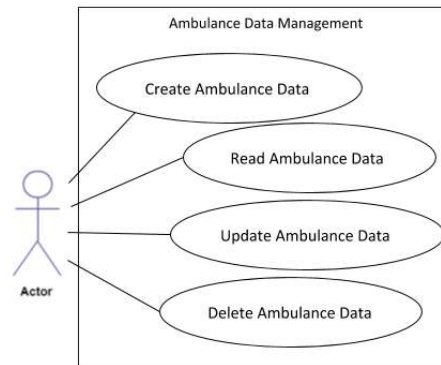 Ambulance Data Management
Create Ambulance Data
Read Ambulance Data
Update Ambulance Data
Delete Ambulance Data
Actor